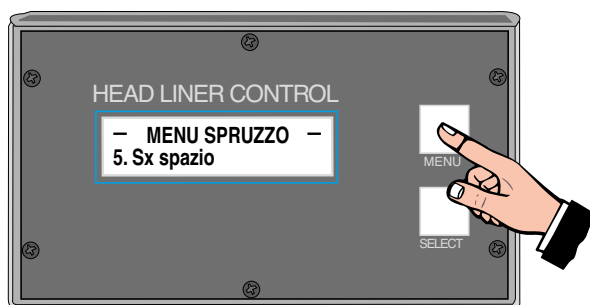 HEAD LINER CONTROL
– MENU SPRUZZO –
5. Sx spazio
MENU
SELECT